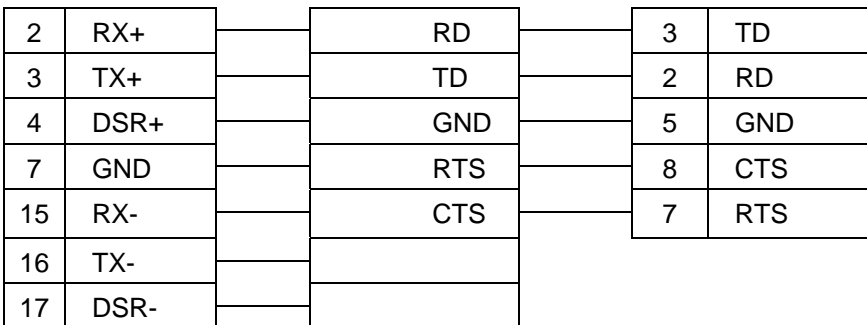 2 RX+ RD 3 TD
3 TX+ TD 2 RD
4 DSR+ GND 5 GND
7 GND RTS 8 CTS
15 RX- CTS 7 RTS
16 TX-
17 DSR-